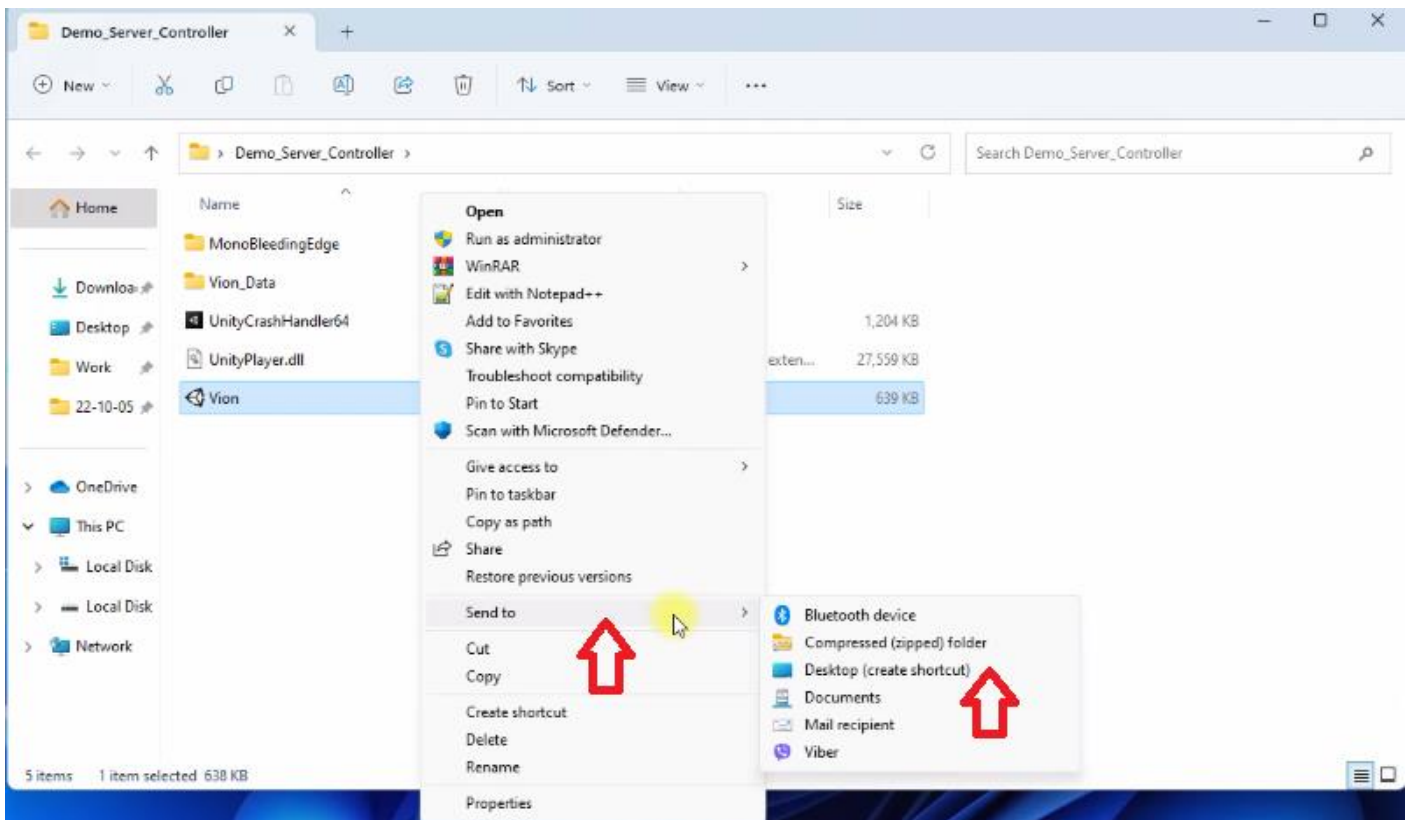 Demo_Server_Controller
New
Sort
View
Demo_Server_Controller
Search Demo_Server_Controller
Home
Downloa
Desktop
Work
22-10-05
OneDrive
This PC
Local Disk
Local Disk
Network
Name
Size
MonoBleedingEdge
Vion_Data
UnityCrashHandler64
1,204 KB
UnityPlayer.dll
exten...
27,559 KB
Vion
639 KB
Open
Run as administrator
WinRAR
Edit with Notepad++
Add to Favorites
Share with Skype
Troubleshoot compatibility
Pin to Start
Scan with Microsoft Defender...
Give access to
Pin to taskbar
Copy as path
Share
Restore previous versions
Send to
Cut
Copy
Create shortcut
Delete
Rename
Properties
Bluetooth device
Compressed (zipped) folder
Desktop (create shortcut)
Documents
Mail recipient
Viber
5 items 1 item selected 638 KB